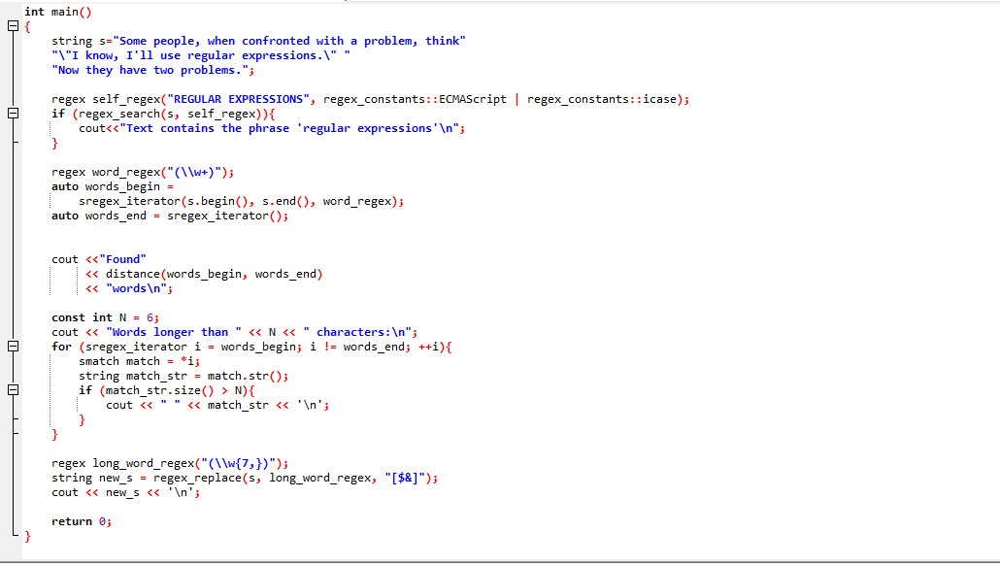 int main()
{
    string s="Some people, when confronted with a problem, think"
    "\"I know, I'll use regular expressions.\" "
    "Now they have two problems.";
    regex self_regex("REGULAR EXPRESSIONS", regex_constants::ECMAScript | regex_constants::icase);
    if (regex_search(s, self_regex)){
        cout<<"Text contains the phrase 'regular expressions'\n";
    }
    regex word_regex("(\\w+)");
    auto words_begin =
        sregex_iterator(s.begin(), s.end(), word_regex);
    auto words_end = sregex_iterator();
    cout <<"Found"
         << distance(words_begin, words_end)
         << "words\n";
    const int N = 6;
    cout << "Words longer than " << N << " characters:\n";
    for (sregex_iterator i = words_begin; i != words_end; ++i){
        smatch match = *i;
        string match_str = match.str();
        if (match_str.size() > N){
            cout << " " << match_str << '\n';
        }
    }
    regex long_word_regex("(\\w{7,})");
    string new_s = regex_replace(s, long_word_regex, "[$&]");
    cout << new_s << '\n';
    return 0;
}